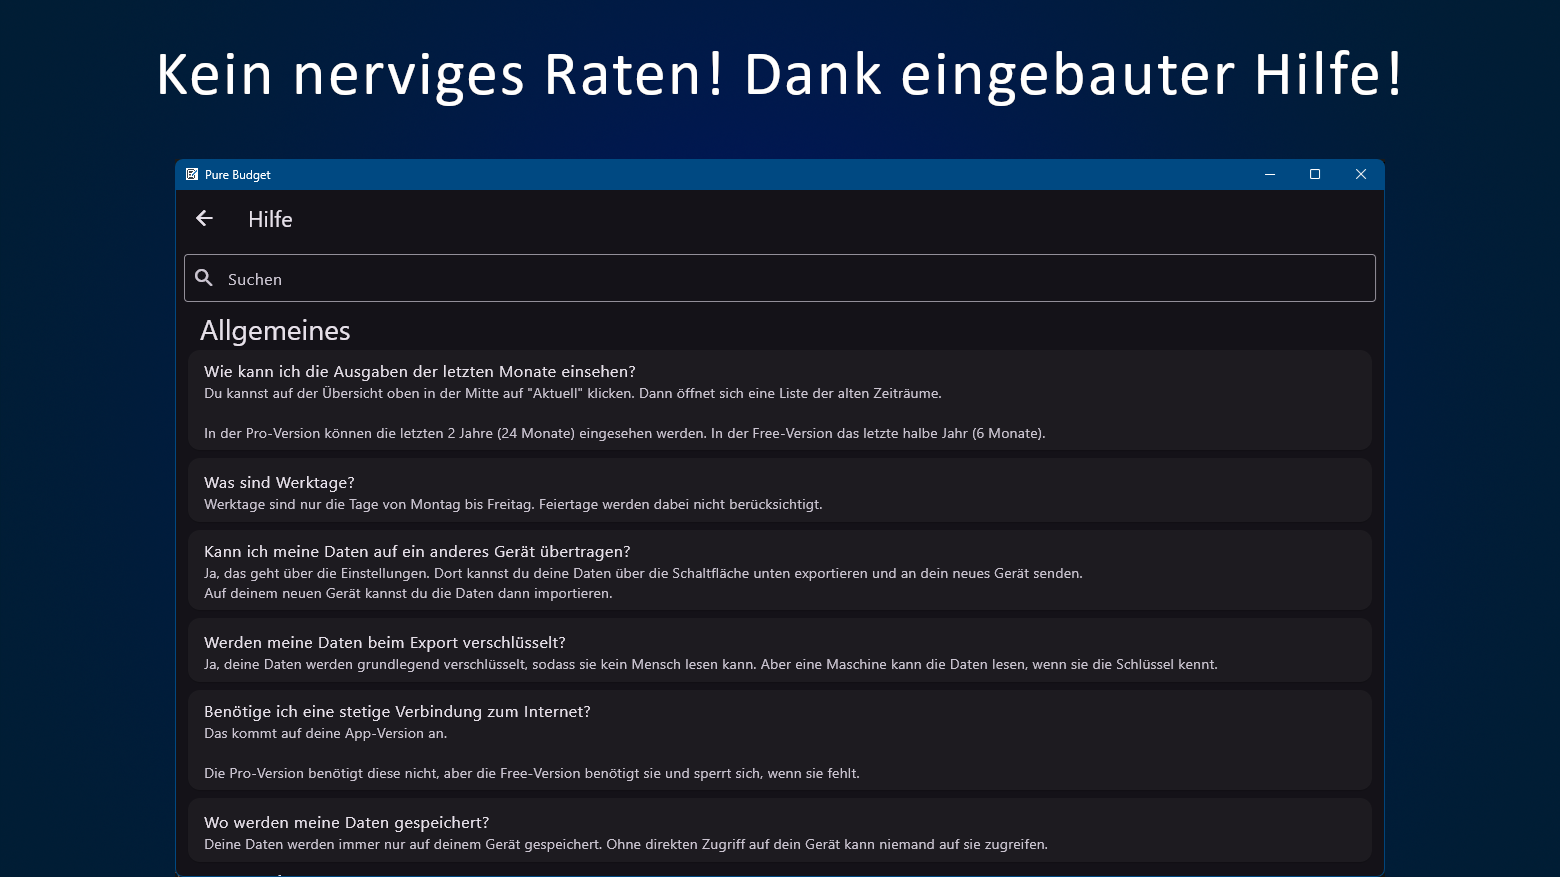 Kein nerviges Raten! Dank eingebauter Hilfe!
Pure Budget
Hilfe
Suchen
Allgemeines
Wie kann ich die Ausgaben der letzten Monate einsehen?
Du kannst auf der Übersicht oben in der Mitte auf "Aktuell" klicken. Dann öffnet sich eine Liste der alten Zeiträume.
In der Pro-Version können die letzten 2 Jahre (24 Monate) eingesehen werden. In der Free-Version das letzte halbe Jahr (6 Monate).
Was sind Werktage?
Werktage sind nur die Tage von Montag bis Freitag. Feiertage werden dabei nicht berücksichtigt.
Kann ich meine Daten auf ein anderes Gerät übertragen?
Ja, das geht über die Einstellungen. Dort kannst du deine Daten über die Schaltfläche unten exportieren und an dein neues Gerät senden.
Auf deinem neuen Gerät kannst du die Daten dann importieren.
Werden meine Daten beim Export verschlüsselt?
Ja, deine Daten werden grundlegend verschlüsselt, sodass sie kein Mensch lesen kann. Aber eine Maschine kann die Daten lesen, wenn sie die Schlüssel kennt.
Benötige ich eine stetige Verbindung zum Internet?
Das kommt auf deine App-Version an.
Die Pro-Version benötigt diese nicht, aber die Free-Version benötigt sie und sperrt sich, wenn sie fehlt.
Wo werden meine Daten gespeichert?
Deine Daten werden immer nur auf deinem Gerät gespeichert. Ohne direkten Zugriff auf dein Gerät kann niemand auf sie zugreifen.